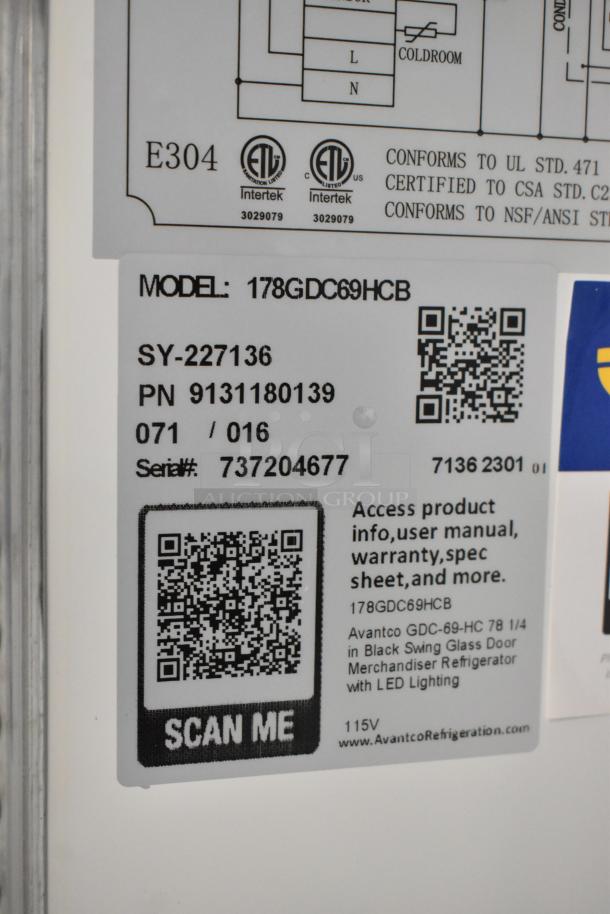 L
COLDROOM
N
E304
Intertek
3029079
C US
Intertek
3029079
CONFORMS TO UL STD. 471
CERTIFIED TO CSA STD. C2
CONFORMS TO NSF/ANSI
MODEL: 178GDC69HCB
SY-227136
PN 9131180139
071 / 016
Serial#: 737204677
7136 2301 01
AUCTION GROUP
Access product
info,user manual,
warranty,spec
sheet,and more.
178GDC69HCB
Avantco GDC-69-HC 78 1/4
in Black Swing Glass Door
Merchandiser Refrigerator
with LED Lighting
SCAN ME
115V
www.AvantcoRefrigeration.com